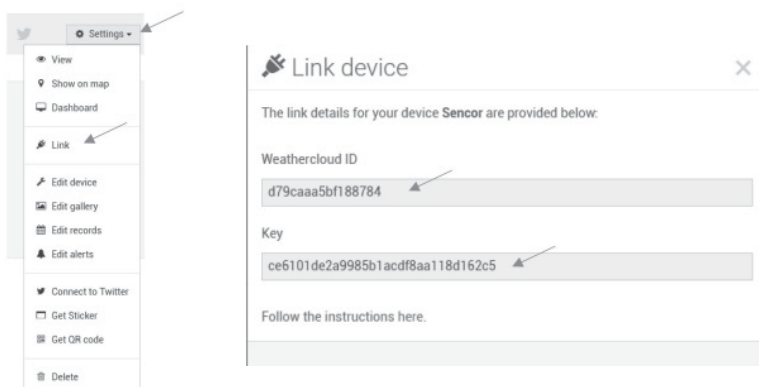 Settings
View
Show on map
Dashboard
Link
Edit device
Edit gallery
Edit records
Edit alerts
Connect to Twitter
Get Sticker
Get QR code
Delete
Link device
The link details for your device Sencor are provided below:
Weathercloud ID
d79caaa5bf188784
Key
ce6101de2a9985b1acdf8aa118d162c5
Follow the instructions here.